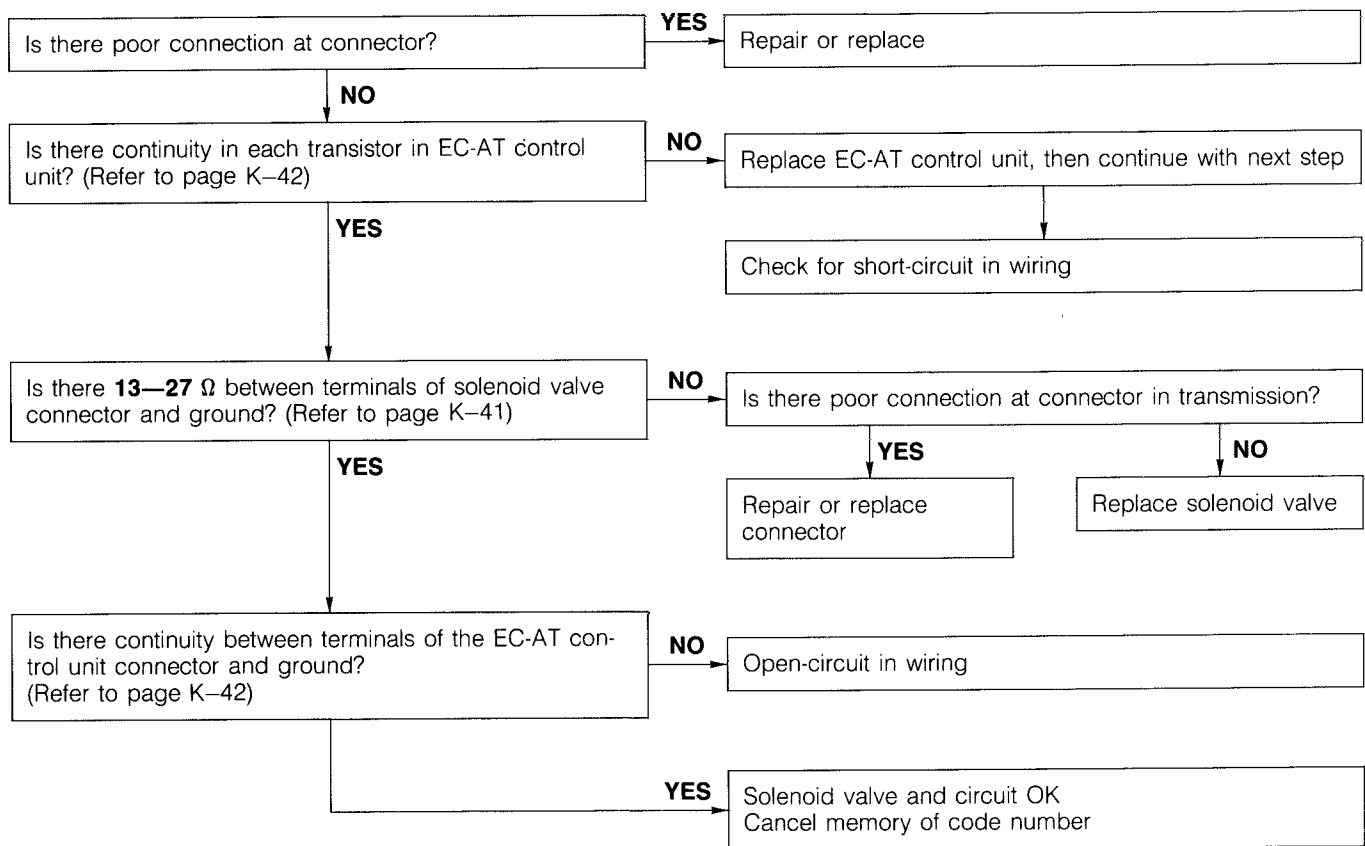 Is there poor connection at connector?
YES
Repair or replace
NO
Is there continuity in each transistor in EC-AT control
unit? (Refer to page K–42)
NO
Replace EC-AT control unit, then continue with next step
YES
Check for short-circuit in wiring
Is there 13—27 Ω between terminals of solenoid valve
connector and ground? (Refer to page K–41)
NO
Is there poor connection at connector in transmission?
YES
YES
NO
Repair or replace
connector
Replace solenoid valve
Is there continuity between terminals of the EC-AT con-
trol unit connector and ground?
(Refer to page K–42)
NO
Open-circuit in wiring
YES
Solenoid valve and circuit OK
Cancel memory of code number